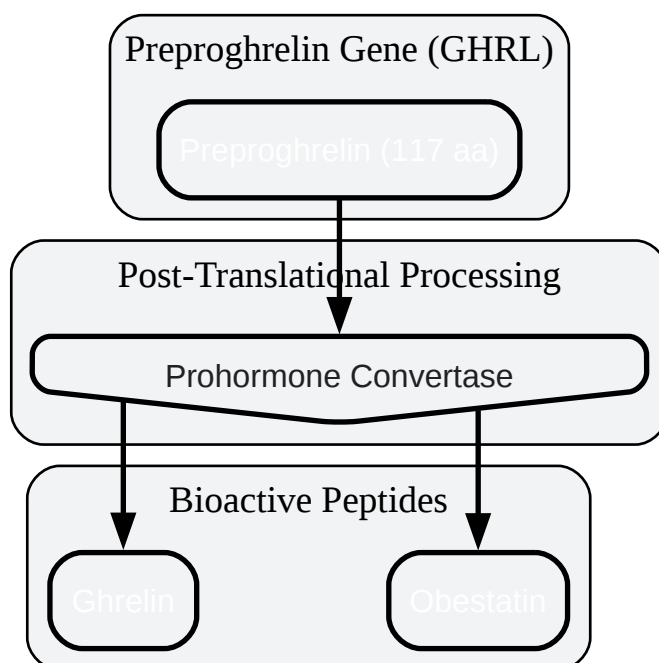 Preproghrelin Gene (GHRL)
Preproghrelin (117 aa)
Post-Translational Processing
Prohormone Convertase
Bioactive Peptides
Ghrelin
Obestatin